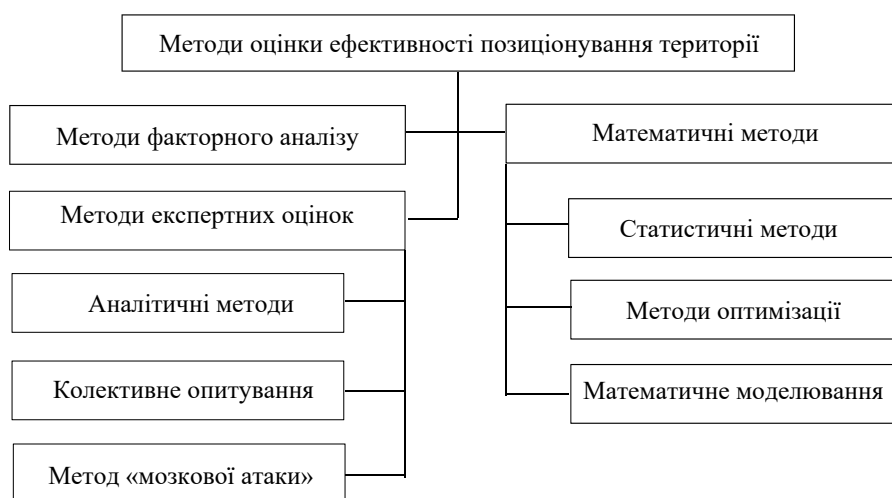 Методи оцінки ефективності позиціонування території
Методи факторного аналізу
Математичні методи
Методи експертних оцінок
Статистичні методи
Аналітичні методи
Методи оптимізації
Колективне опитування
Математичне моделювання
Метод «мозкової атаки»